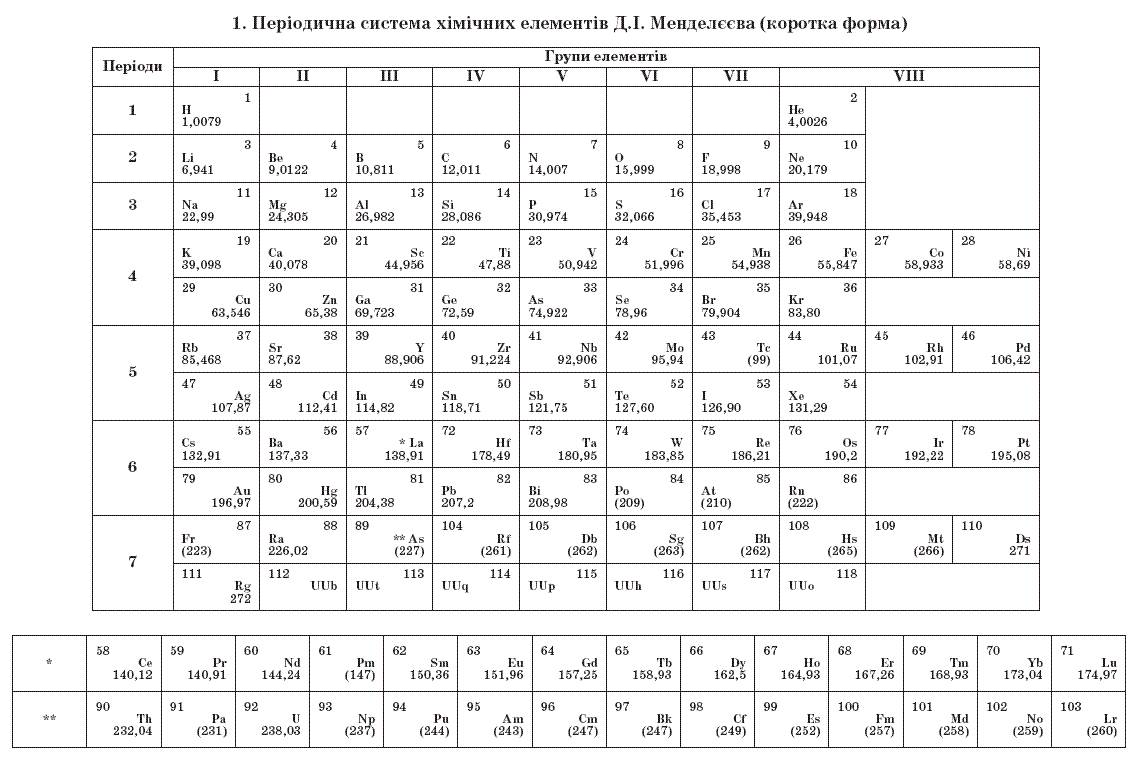 1. Періодична система хімічних елементів Д.І. Менделєєва (коротка форма)
Періоди Групи елементів
I II III IV V VI VII VIII
1 1 2
H He
1,0079 4,0026
2 3 4 5 6 7 8 9 10
Li Be B C N O F Ne
6,941 9,0122 10,811 12,011 14,007 15,999 18,998 20,179
3 11 12 13 14 15 16 17 18
Na Mg Al Si P S Cl Ar
22,99 24,305 26,982 28,086 30,974 32,066 35,453 39,948
4 19 20 21 22 23 24 25 26 27 28
K Ca Sc Ti V Cr Mn Fe Co Ni
39,098 40,078 44,956 47,88 50,942 51,996 54,938 55,847 58,933 58,69
29 30 31 32 33 34 35 36
Cu Zn Ga Ge As Se Br Kr
63,546 65,38 69,723 72,59 74,922 78,96 79,904 83,80
5 37 38 39 40 41 42 43 44 45 46
Rb Sr Y Zr Nb Mo Tc Ru Rh Pd
85,468 87,62 88,906 91,224 92,906 95,94 (99) 101,07 102,91 106,42
47 48 49 50 51 52 53 54
Ag Cd In Sn Sb Te I Xe
107,87 112,41 114,82 118,71 121,75 127,60 126,90 131,29
6 55 56 57 72 73 74 75 76 77 78
Cs Ba * La Hf Ta W Re Os Ir Pt
132,91 137,33 138,91 178,49 180,95 183,85 186,21 190,2 192,22 195,08
79 80 81 82 83 84 85 86
Au Hg Tl Pb Bi Po At Rn
196,97 200,59 204,38 207,2 208,98 (209) (210) (222)
7 87 88 89 104 105 106 107 108 109 110
Fr Ra ** As Rf Db Sg Bh Hs Mt Ds
(223) 226,02 (227) (261) (262) (263) (262) (265) (266) 271
111 112 113 114 115 116 117 118
Rg UUb UUt UUq UUp UUh UUs UUo
272
* 58 59 60 61 62 63 64 65 66 67 68 69 70 71
Ce Pr Nd Pm Sm Eu Gd Tb Dy Ho Er Tm Yb Lu
140,12 140,91 144,24 (147) 150,36 151,96 157,25 158,93 162,5 164,93 167,26 168,93 173,04 174,97
** 90 91 92 93 94 95 96 97 98 99 100 101 102 103
Th Pa U Np Pu Am Cm Bk Cf Es Fm Md No Lr
232,04 (231) 238,03 (237) (244) (243) (247) (247) (249) (252) (257) (258) (259) (260)